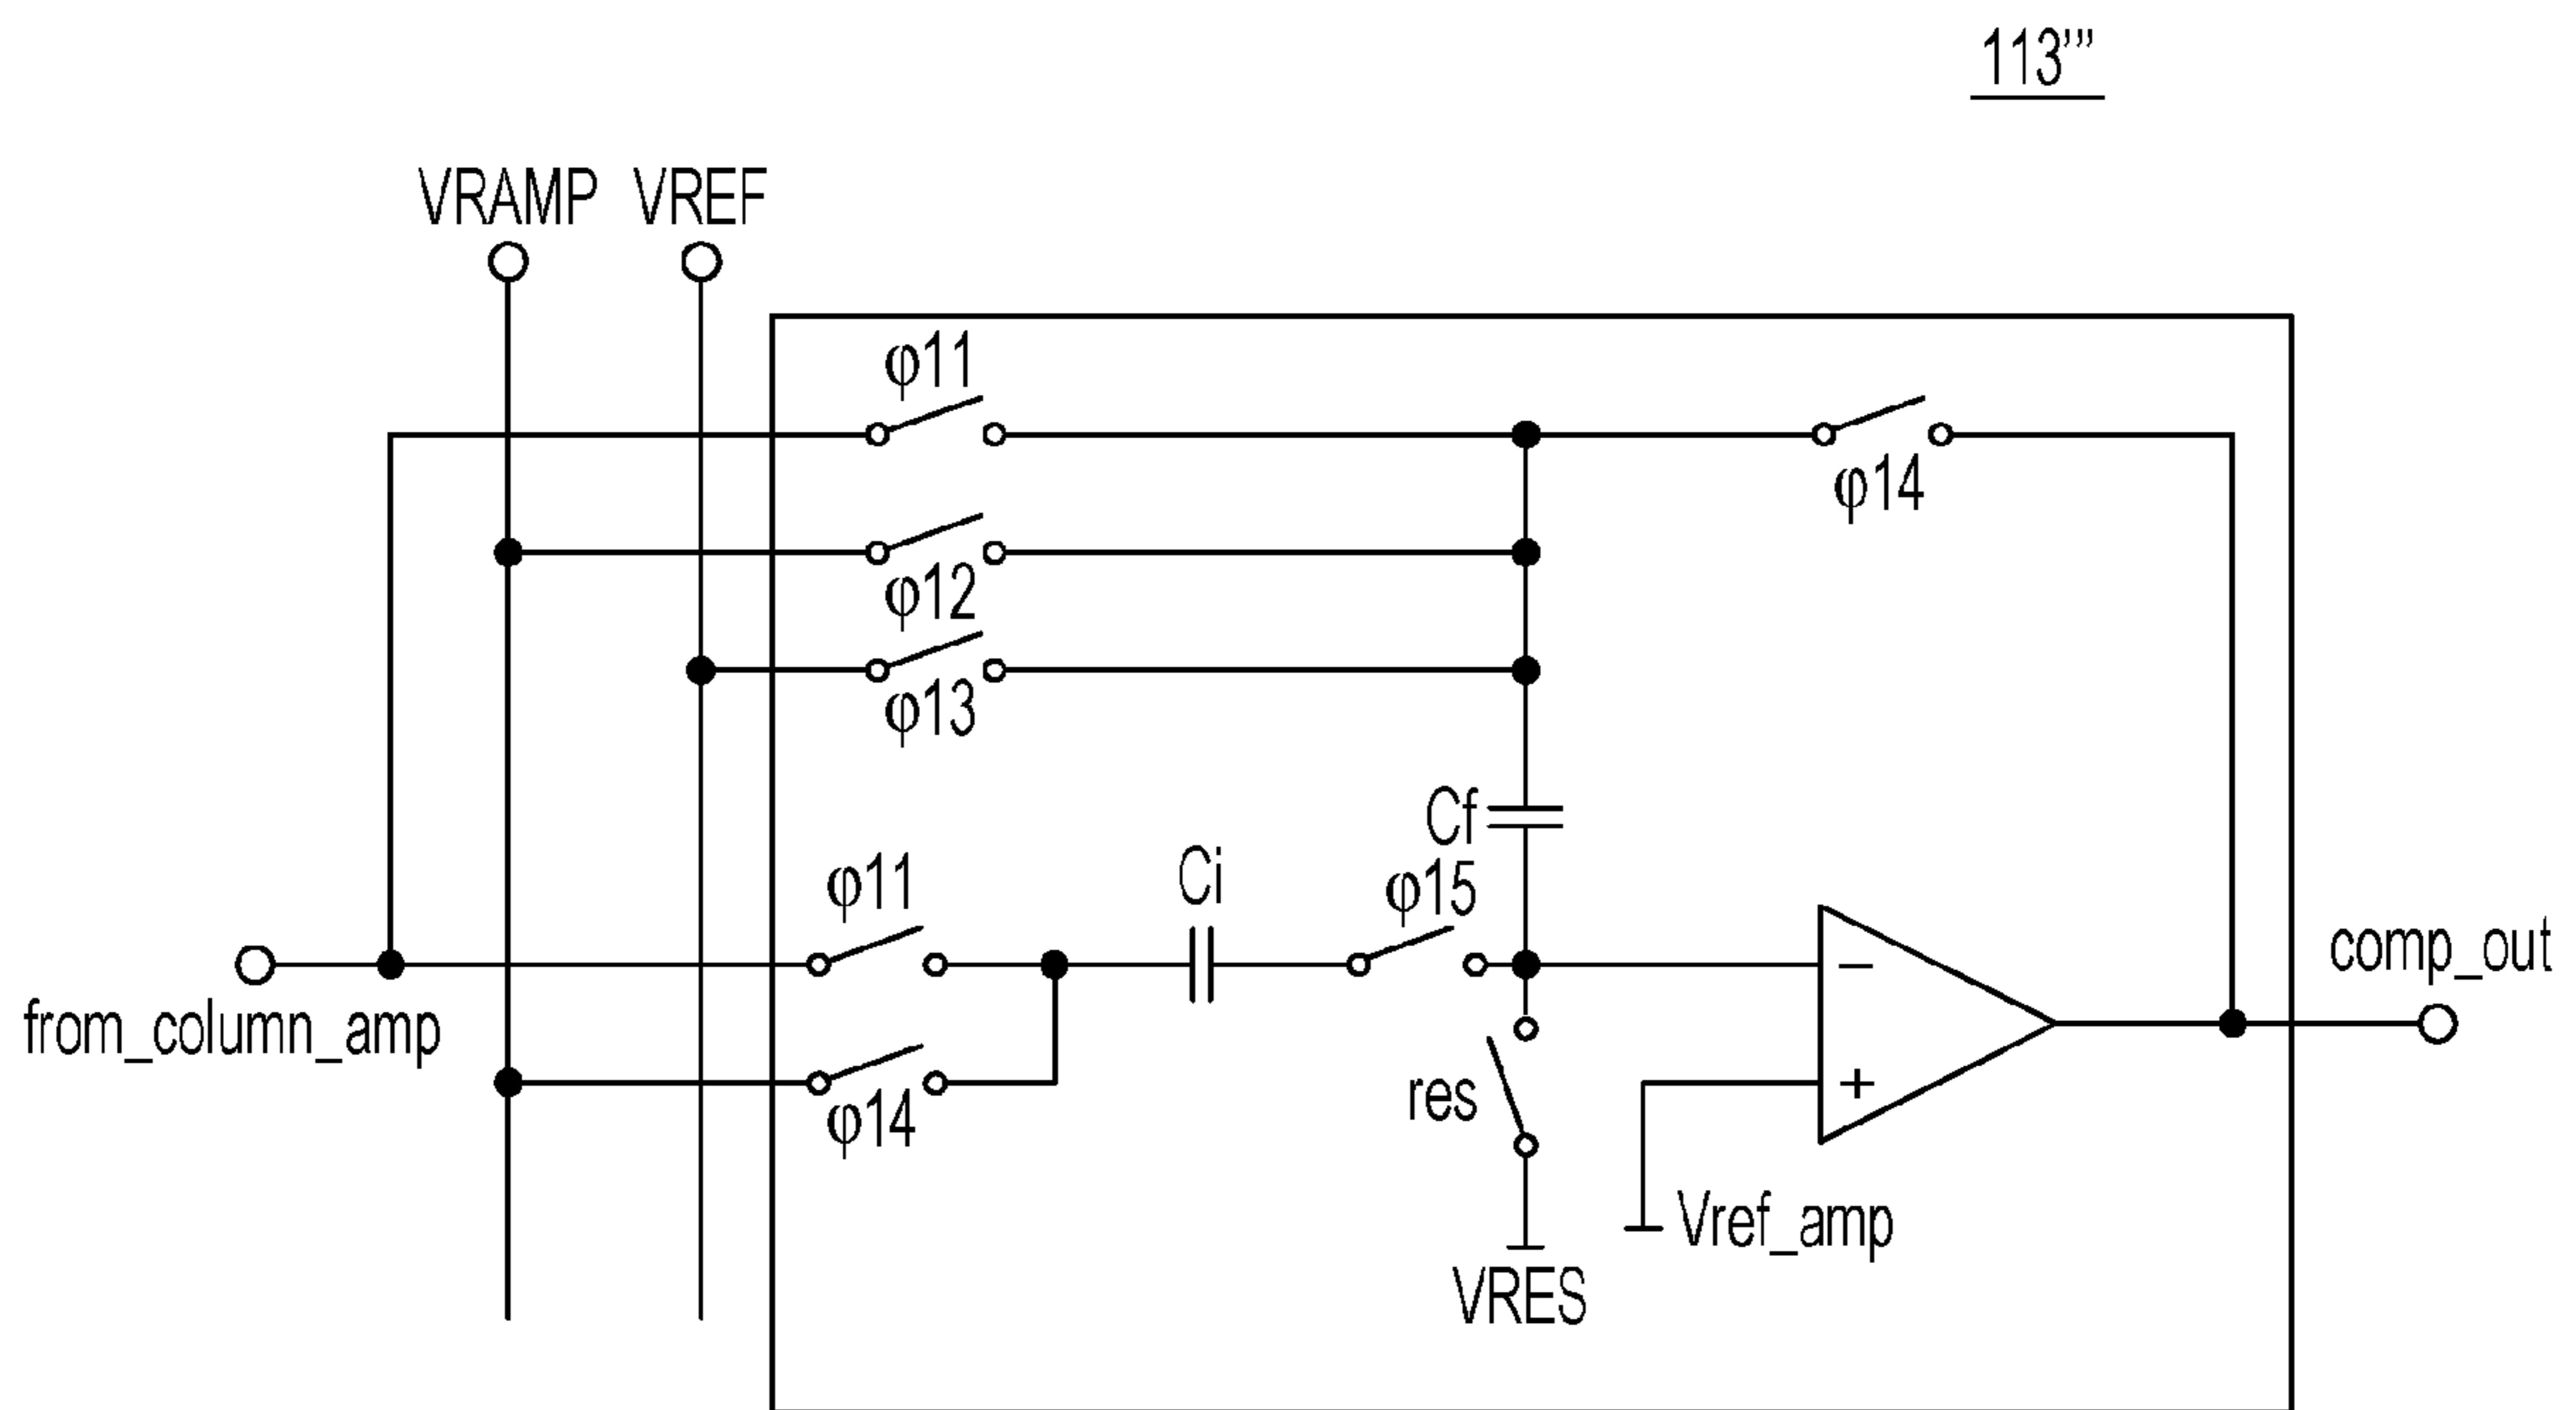 113'"
VRAMP VREF
φ11
φ14
φ12
φ13
Cf
φ11
Ci
φ15
−
comp_out
from_column_amp
res
+
φ14
Vref_amp
VRES